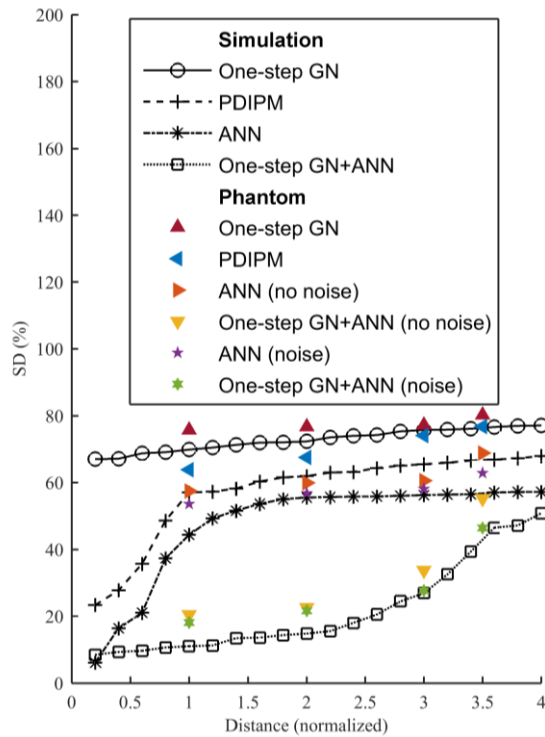 200
180
160
140
120
100
80
60
40
20
0
SD (%)
Simulation
One-step GN
PDIPM
ANN
One-step GN+ANN
Phantom
One-step GN
PDIPM
ANN (no noise)
One-step GN+ANN (no noise)
ANN (noise)
One-step GN+ANN (noise)
0 0.5 1 1.5 2 2.5 3 3.5 4
Distance (normalized)